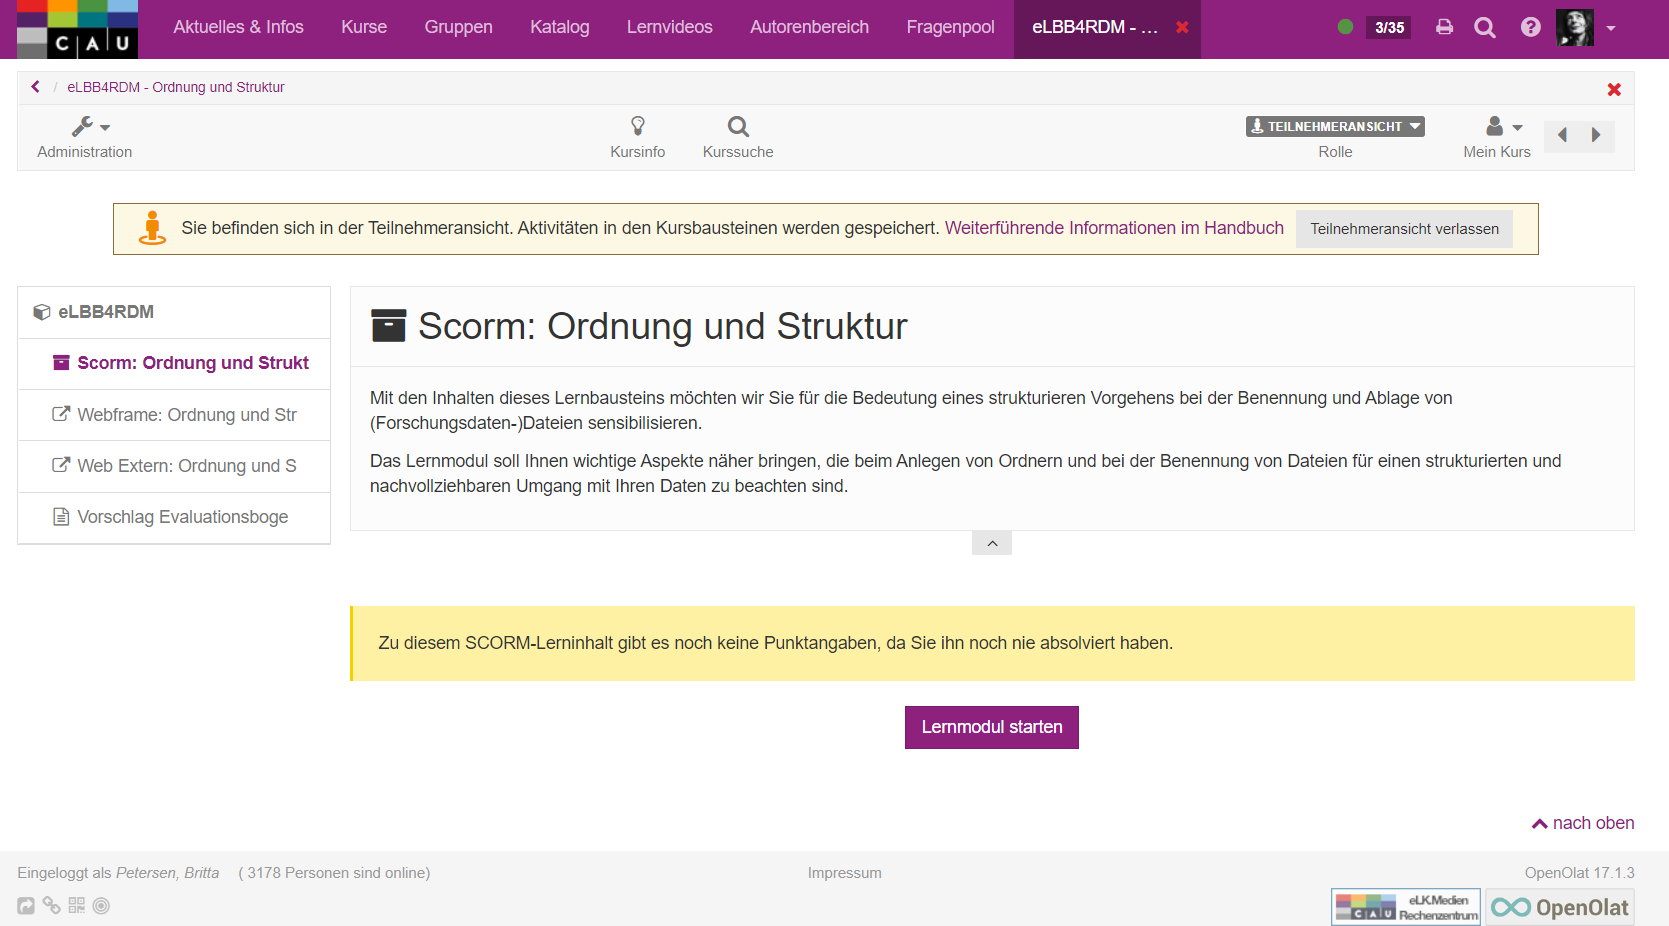 CAU
Aktuelles & Infos
Kurse
Gruppen
Katalog
Lernvideos
Autorenbereich
Fragenpool
eLBB4RDM - ...
3/35
/ eLBB4RDM - Ordnung und Struktur
Administration
Kursinfo
Kurssuche
TEILNEHMERANSICHT
Rolle
Mein Kurs
Sie befinden sich in der Teilnehmeransicht. Aktivitäten in den Kursbausteinen werden gespeichert. Weiterführende Informationen im Handbuch
Teilnehmeransicht verlassen
eLBB4RDM
Scorm: Ordnung und Strukt
Webframe: Ordnung und Str
Web Extern: Ordnung und S
Vorschlag Evaluationsboge
Scorm: Ordnung und Struktur
Mit den Inhalten dieses Lernbausteins möchten wir Sie für die Bedeutung eines strukturieren Vorgehens bei der Benennung und Ablage von
(Forschungsdaten-)Dateien sensibilisieren.
Das Lernmodul soll Ihnen wichtige Aspekte näher bringen, die beim Anlegen von Ordnern und bei der Benennung von Dateien für einen strukturierten und
nachvollziehbaren Umgang mit Ihren Daten zu beachten sind.
Zu diesem SCORM-Lerninhalt gibt es noch keine Punktangaben, da Sie ihn noch nie absolviert haben.
Lernmodul starten
nach oben
Eingeloggt als Petersen, Britta ( 3178 Personen sind online)
Impressum
OpenOlat 17.1.3
CAU
eLK.Medien
Rechenzentrum
OpenOlat